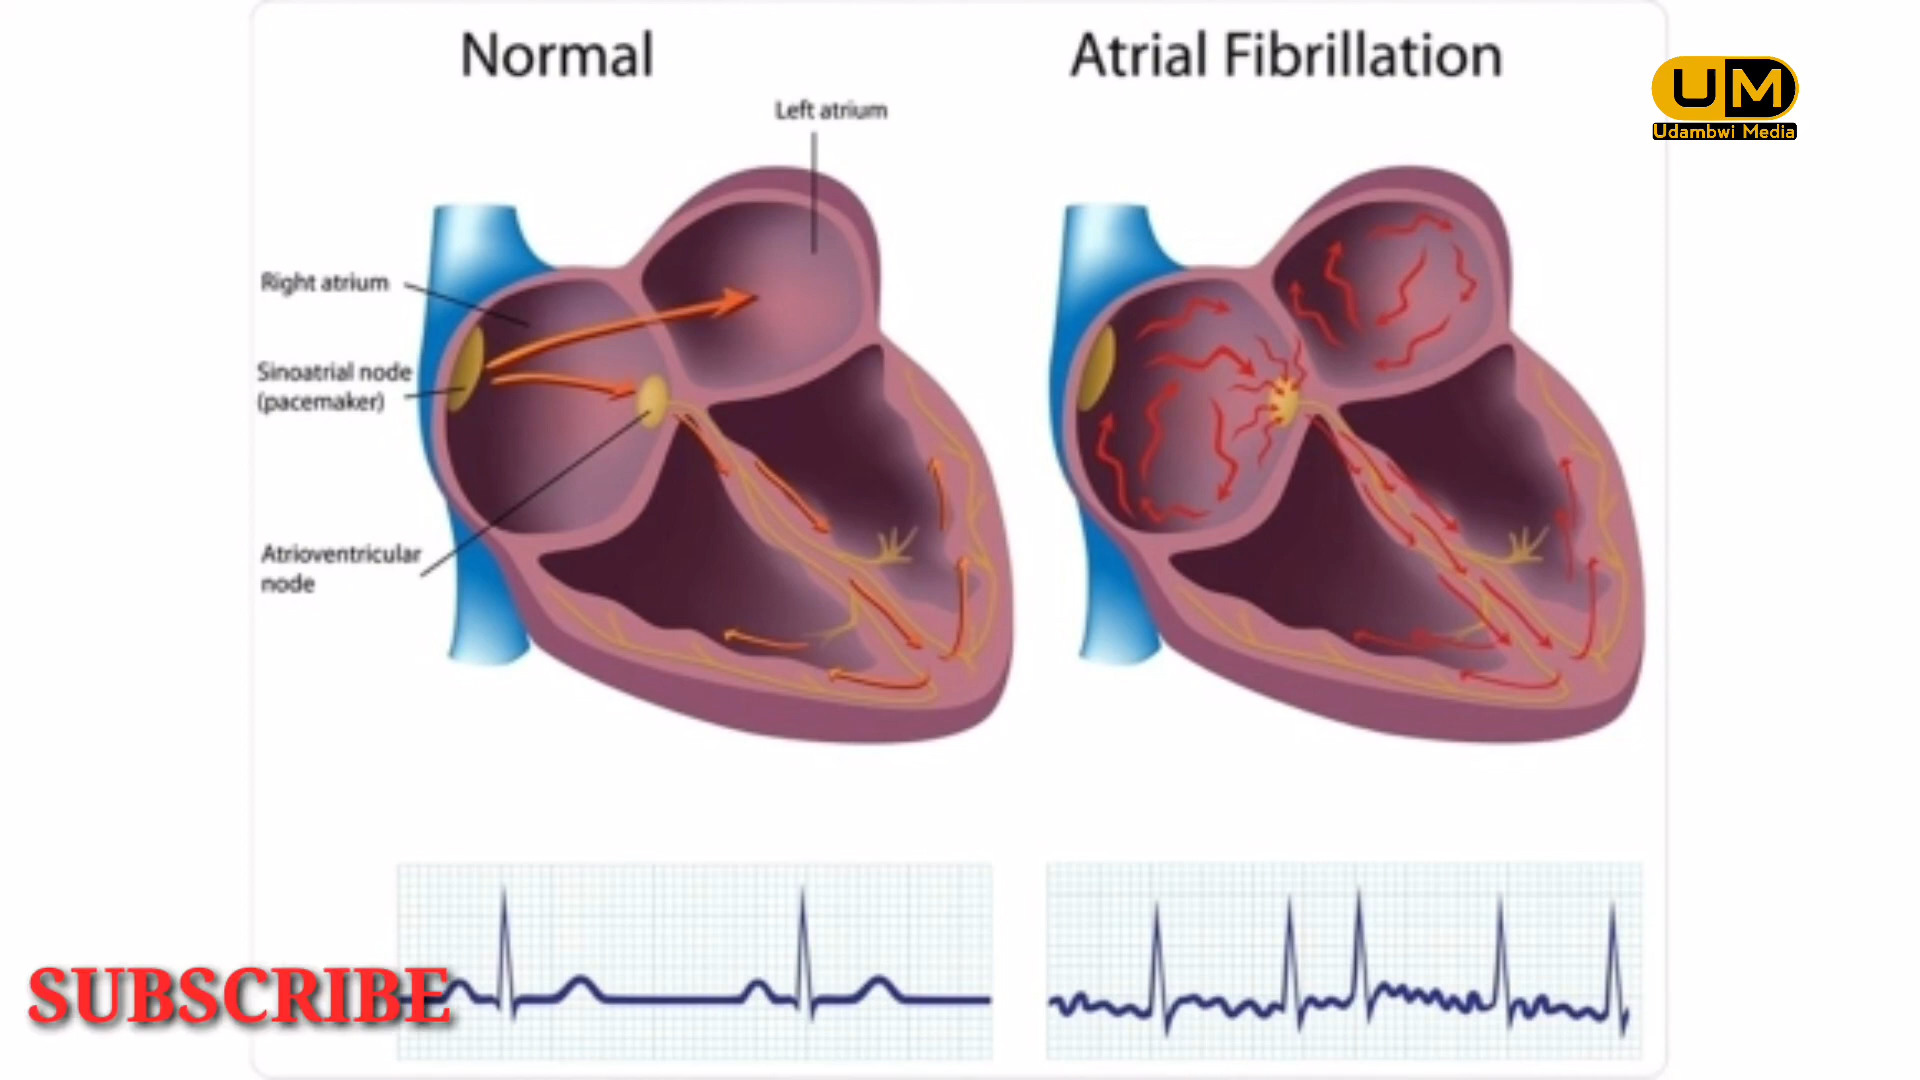 Normal
Atrial Fibrillation
UM
Udambwi Media
Left atrium
Right atrium
Sinoatrial node
(pacemaker)
Atrioventricular
node
SUBSCRIBE